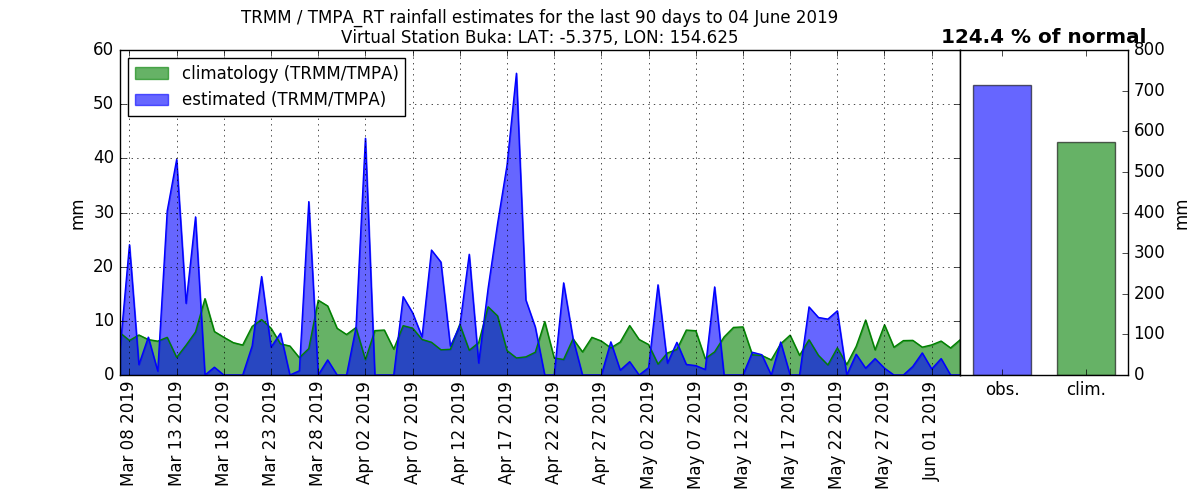 TRMM / TMPA_RT rainfall estimates for the last 90 days to 04 June 2019
Virtual Station Buka: LAT: -5.375, LON: 154.625
124.4 % of normal
climatology (TRMM/TMPA)
estimated (TRMM/TMPA)
60
50
40
30
20
10
0
mm
Mar 08 2019
Mar 13 2019
Mar 18 2019
Mar 23 2019
Mar 28 2019
Apr 02 2019
Apr 07 2019
Apr 12 2019
Apr 17 2019
Apr 22 2019
Apr 27 2019
May 02 2019
May 07 2019
May 12 2019
May 17 2019
May 22 2019
May 27 2019
Jun 01 2019
800
700
600
500
400
300
200
100
0
mm
obs.
clim.